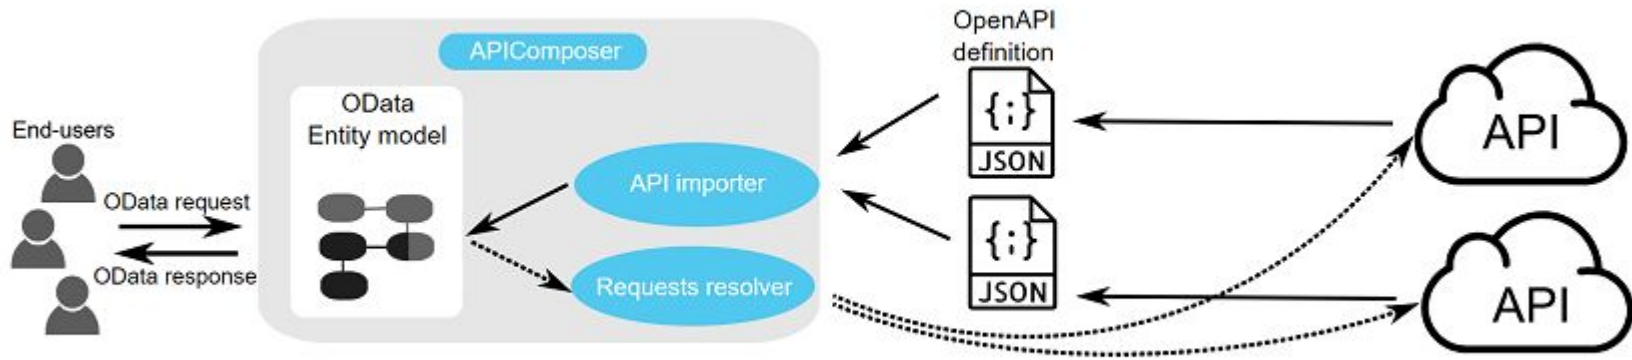 End-users
OData request
OData response
APIComposer
OData
Entity model
API importer
Requests resolver
OpenAPI
definition
{;}
JSON
{;}
JSON
API
API